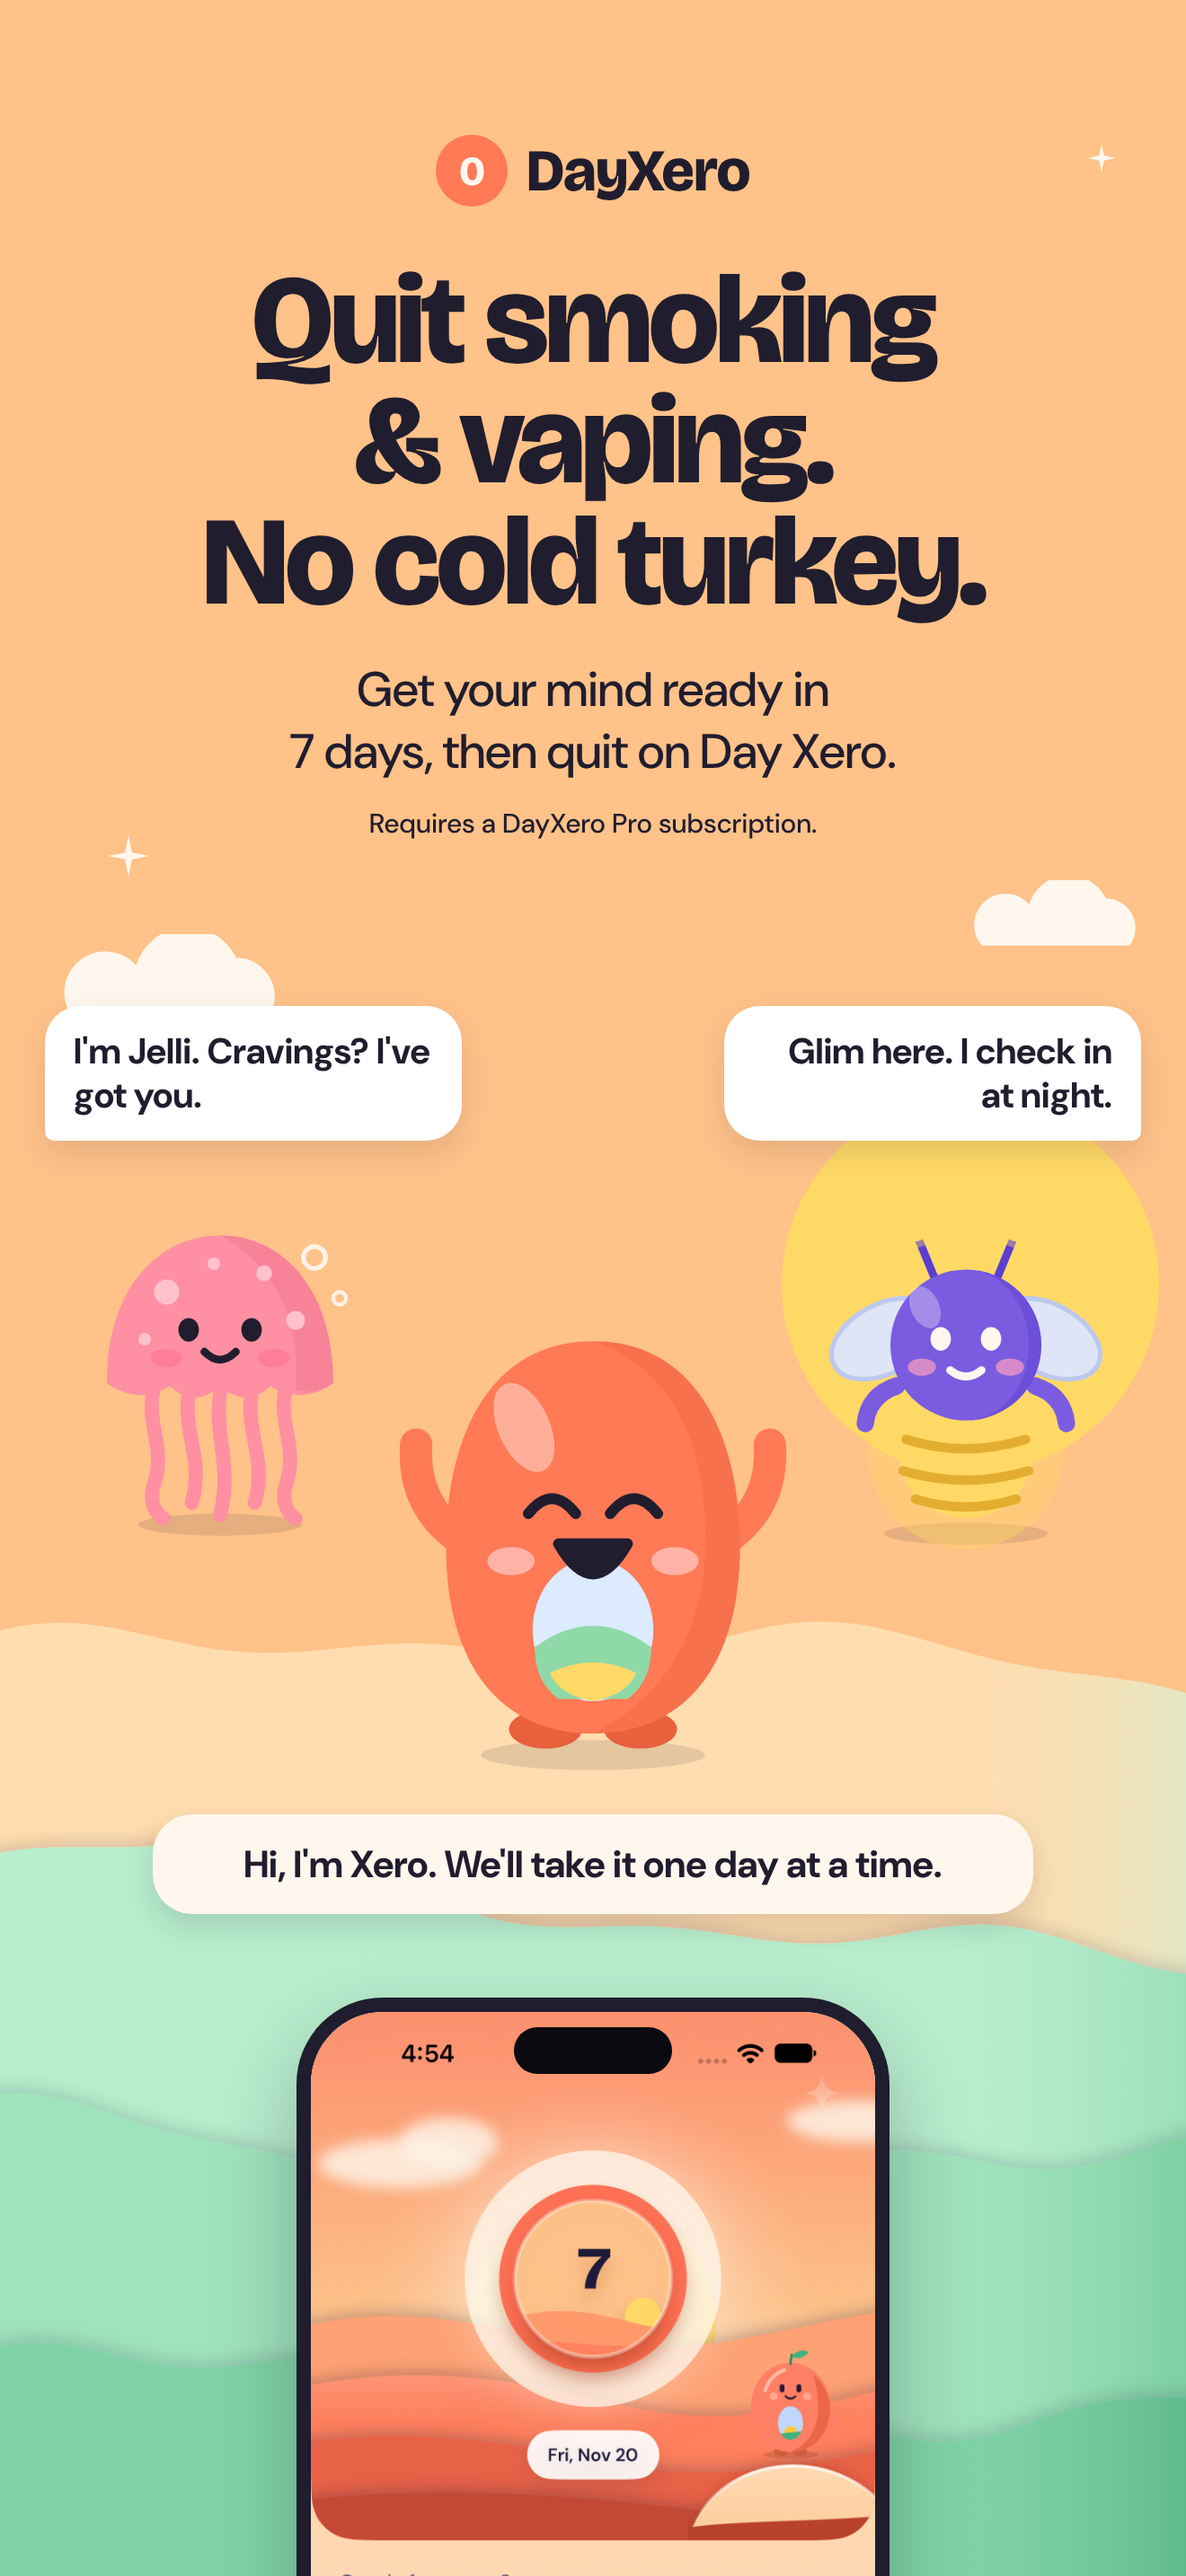 0 DayXero
Quit smoking
& vaping.
No cold turkey.
Get your mind ready in
7 days, then quit on Day Xero.
Requires a DayXero Pro subscription.
I'm Jelli. Cravings? I've
got you.
Glim here. I check in
at night.
Hi, I'm Xero. We'll take it one day at a time.
4:54
7
Fri, Nov 20